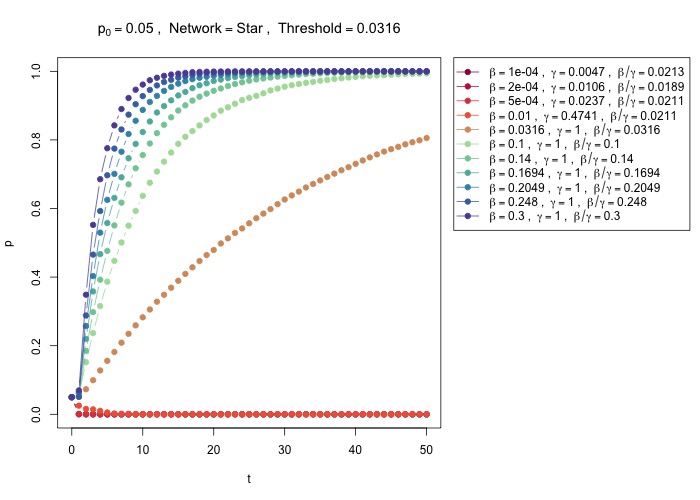 p₀ = 0.05 , Network = Star , Threshold = 0.0316
β = 1e-04 , γ = 0.0047 , β/γ = 0.0213
β = 2e-04 , γ = 0.0106 , β/γ = 0.0189
β = 5e-04 , γ = 0.0237 , β/γ = 0.0211
β = 0.01 , γ = 0.4741 , β/γ = 0.0211
β = 0.0316 , γ = 1 , β/γ = 0.0316
β = 0.1 , γ = 1 , β/γ = 0.1
β = 0.14 , γ = 1 , β/γ = 0.14
β = 0.1694 , γ = 1 , β/γ = 0.1694
β = 0.2049 , γ = 1 , β/γ = 0.2049
β = 0.248 , γ = 1 , β/γ = 0.248
β = 0.3 , γ = 1 , β/γ = 0.3
1.0
0.8
0.6
0.4
0.2
0.0
p
0 10 20 30 40 50
t